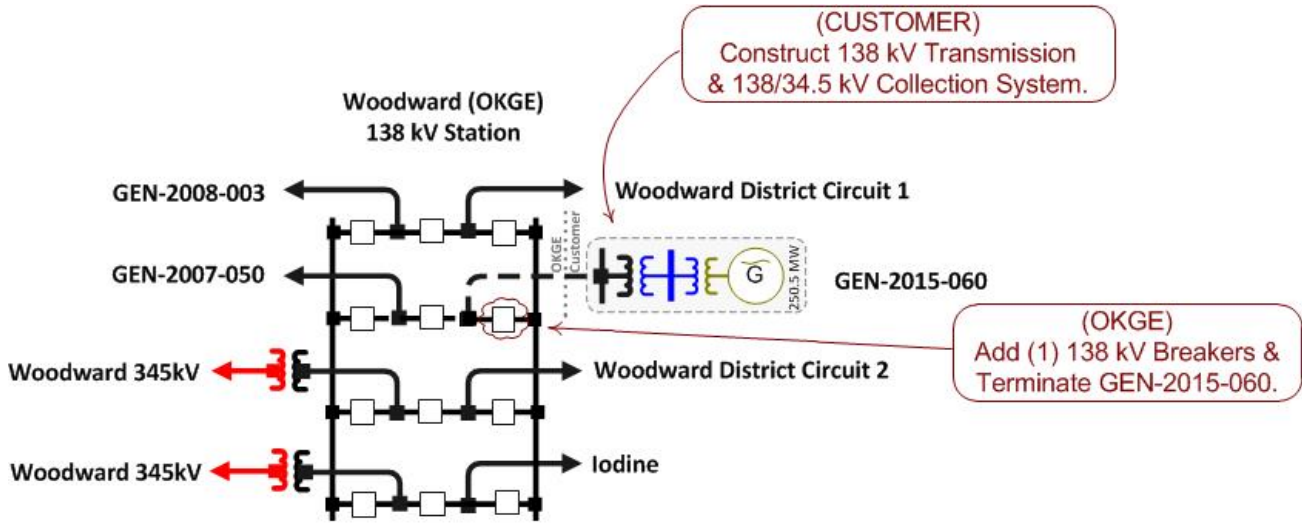 (CUSTOMER)
Construct 138 kV Transmission
& 138/34.5 kV Collection System.
Woodward (OKGE)
138 kV Station
GEN-2008-003
Woodward District Circuit 1
OKGE
Customer
GEN-2007-050
G
250.5 MW
GEN-2015-060
(OKGE)
Add (1) 138 kV Breakers &
Terminate GEN-2015-060.
Woodward 345kV
Woodward District Circuit 2
Woodward 345kV
Iodine